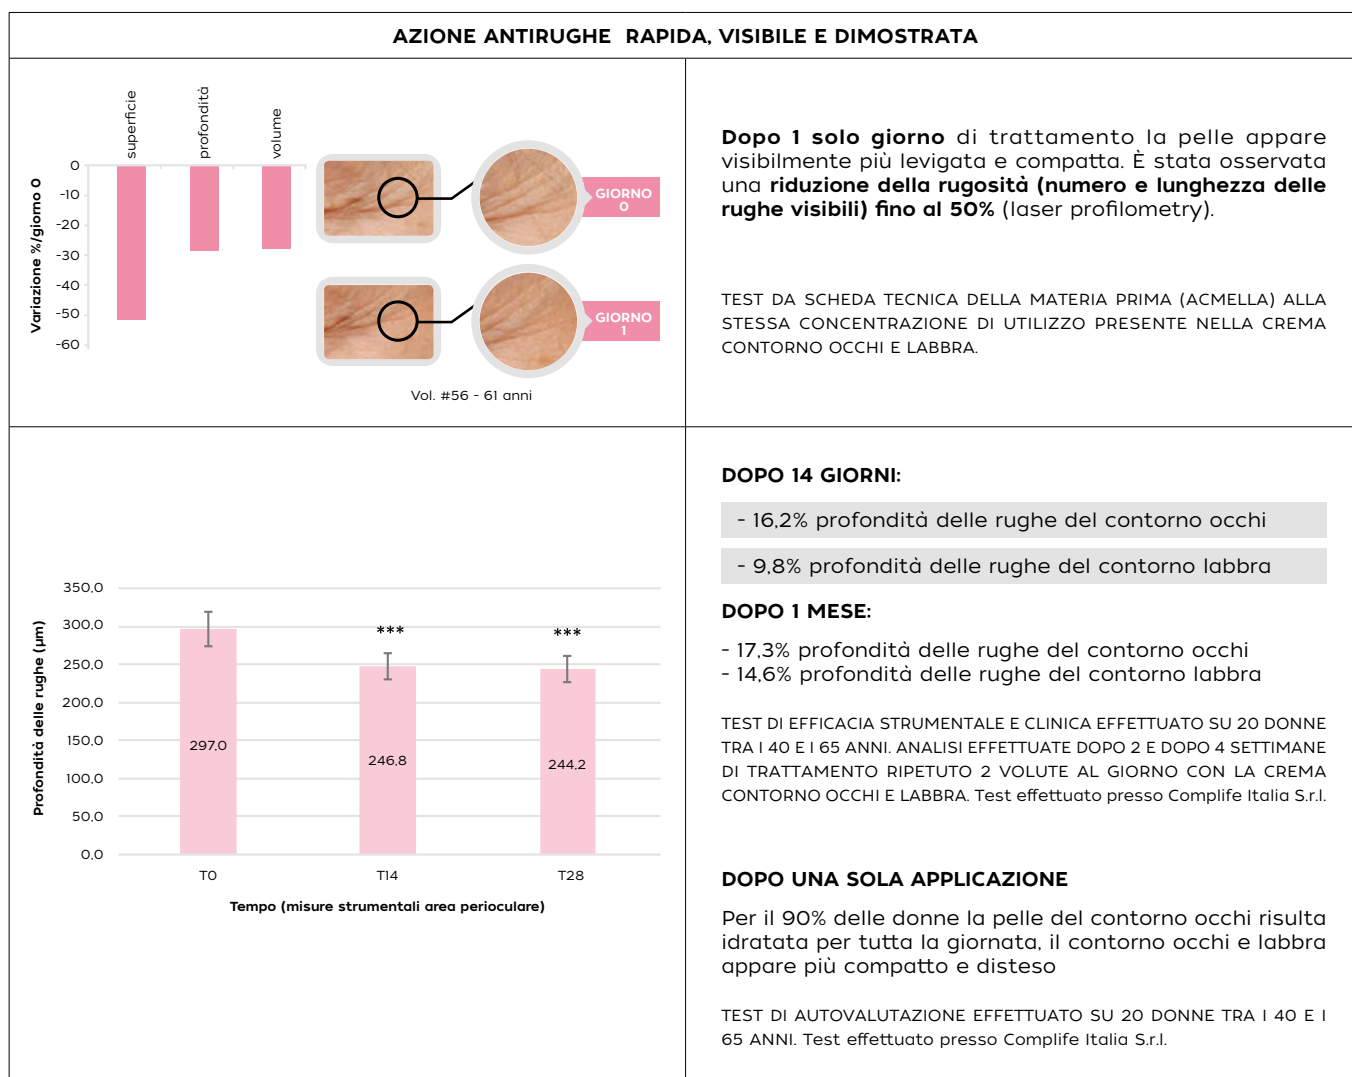 AZIONE ANTIRUGHE RAPIDA, VISIBILE E DIMOSTRATA
superficie
profondità
volume
Variazione %/giorno 0
0
-10
-20
-30
-40
-50
-60
GIORNO
0
GIORNO
1
Vol. #56 - 61 anni
Dopo 1 solo giorno di trattamento la pelle appare
visibilmente più levigata e compatta. È stata osservata
una riduzione della rugosità (numero e lunghezza delle
rughe visibili) fino al 50% (laser profilometry).
TEST DA SCHEDA TECNICA DELLA MATERIA PRIMA (ACMELLA) ALLA
STESSA CONCENTRAZIONE DI UTILIZZO PRESENTE NELLA CREMA
CONTORNO OCCHI E LABBRA.
Profondità delle rughe (µm)
350,0
300,0
250,0
200,0
150,0
100,0
50,0
0,0
***
***
297,0
246,8
244,2
T0
T14
T28
Tempo (misure strumentali area perioculare)
DOPO 14 GIORNI:
- 16,2% profondità delle rughe del contorno occhi
- 9,8% profondità delle rughe del contorno labbra
DOPO 1 MESE:
- 17,3% profondità delle rughe del contorno occhi
- 14,6% profondità delle rughe del contorno labbra
TEST DI EFFICACIA STRUMENTALE E CLINICA EFFETTUATO SU 20 DONNE
TRA I 40 E I 65 ANNI. ANALISI EFFETTUATE DOPO 2 E DOPO 4 SETTIMANE
DI TRATTAMENTO RIPETUTO 2 VOLUTE AL GIORNO CON LA CREMA
CONTORNO OCCHI E LABBRA. Test effettuato presso Complife Italia S.r.l.
DOPO UNA SOLA APPLICAZIONE
Per il 90% delle donne la pelle del contorno occhi risulta
idratata per tutta la giornata, il contorno occhi e labbra
appare più compatto e disteso
TEST DI AUTOVALUTAZIONE EFFETTUATO SU 20 DONNE TRA I 40 E I
65 ANNI. Test effettuato presso Complife Italia S.r.l.